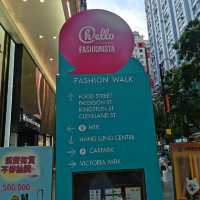 hello
FASHIONISTA
FASHION WALK
FOOD STREET
PATERSON ST
KINGSTON ST
CLEVELAND ST
MTR
HANG LUNG CENTRE
CARPARK
VICTORIA PARK
500,000